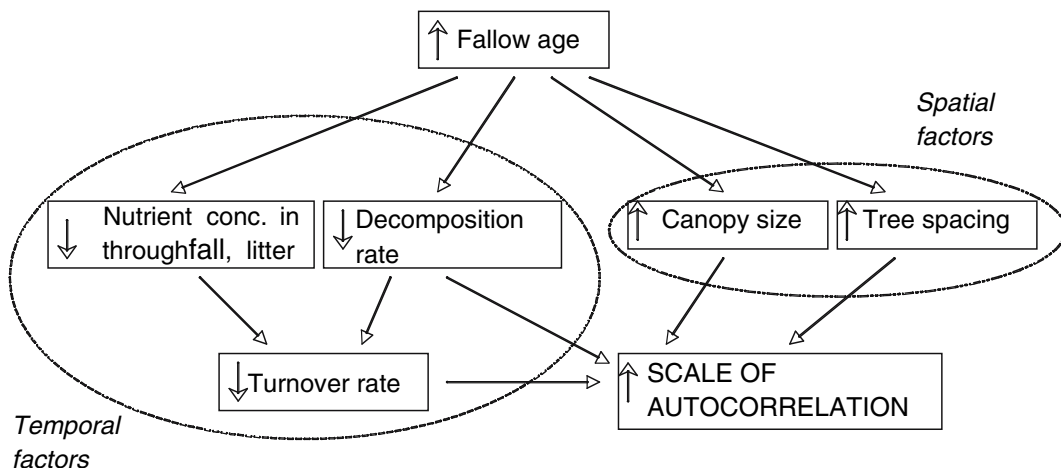 Fallow age
Spatial
factors
Nutrient conc. in
throughfall, litter
Decomposition
rate
Canopy size
Tree spacing
Turnover rate
SCALE OF
AUTOCORRELATION
Temporal
factors